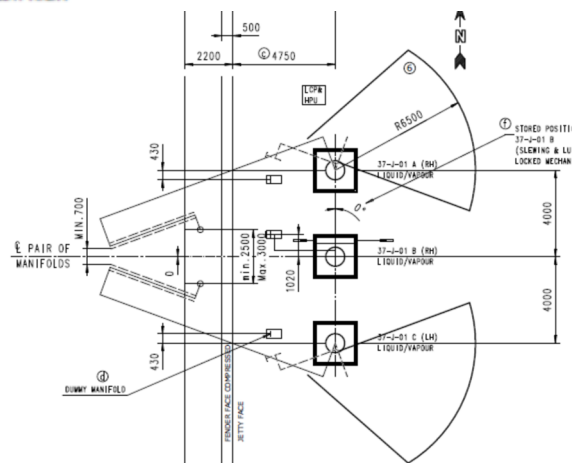 500
2200
ⓒ 4750
N
LCP&
HPU
⑥
R6500
ⓕ STORED POSITI
37-J-01 B
(SLEWING & LU
LOCKED MECHAN
430
37-J-01 A (RH)
LIQUID/VAPOUR
0°
MIN.700
4000
℄ PAIR OF
MANIFOLDS
0
min.2500
Max.3000
1020
37-J-01 B (RH)
LIQUID/VAPOUR
4000
430
37-J-01 C (LH)
LIQUID/VAPOUR
ⓓ
DUMMY MANIFOLD
FENDER FACE COMPRESSED
JETTY FACE